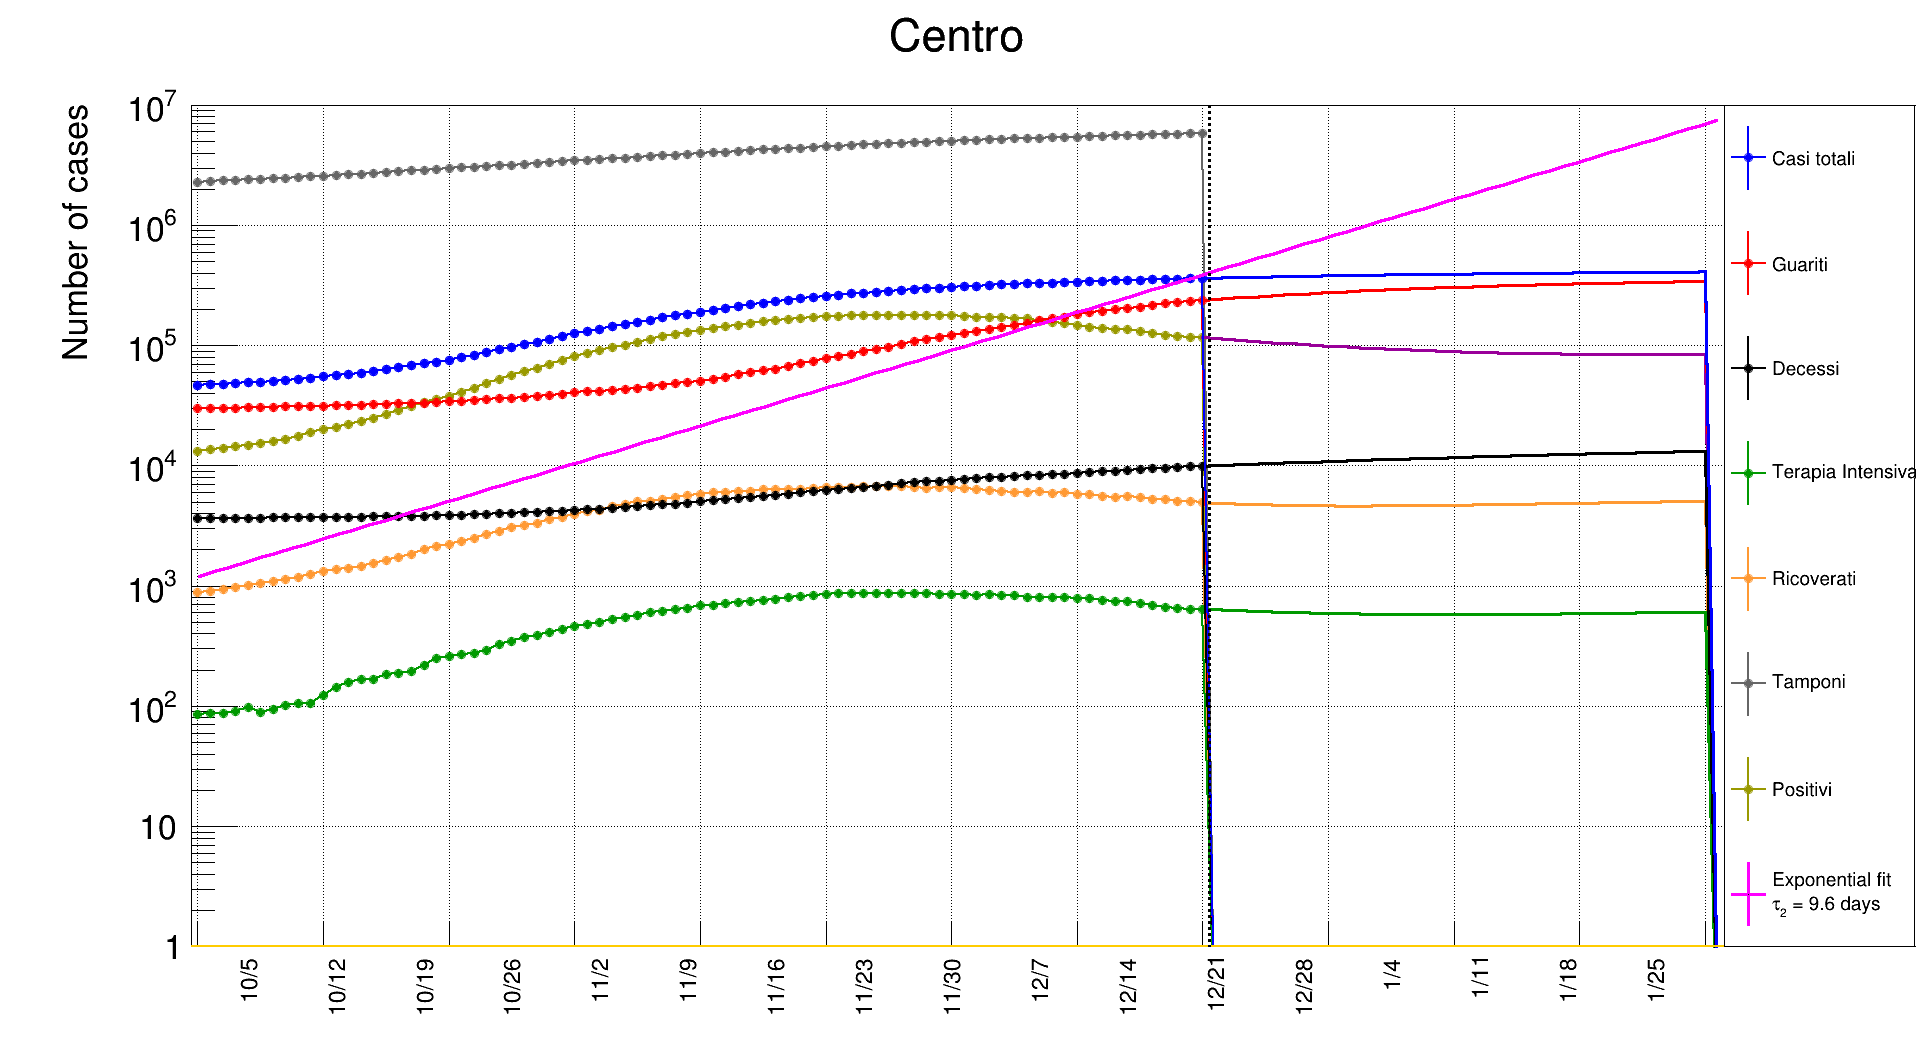 Centro
Number of cases
10^7
10^6
10^5
10^4
10^3
10^2
10
1
10/5
10/12
10/19
10/26
11/2
11/9
11/16
11/23
11/30
12/7
12/14
12/21
12/28
1/4
1/11
1/18
1/25
Casi totali
Guariti
Decessi
Terapia Intensiva
Ricoverati
Tamponi
Positivi
Exponential fit
τ_2 = 9.6 days